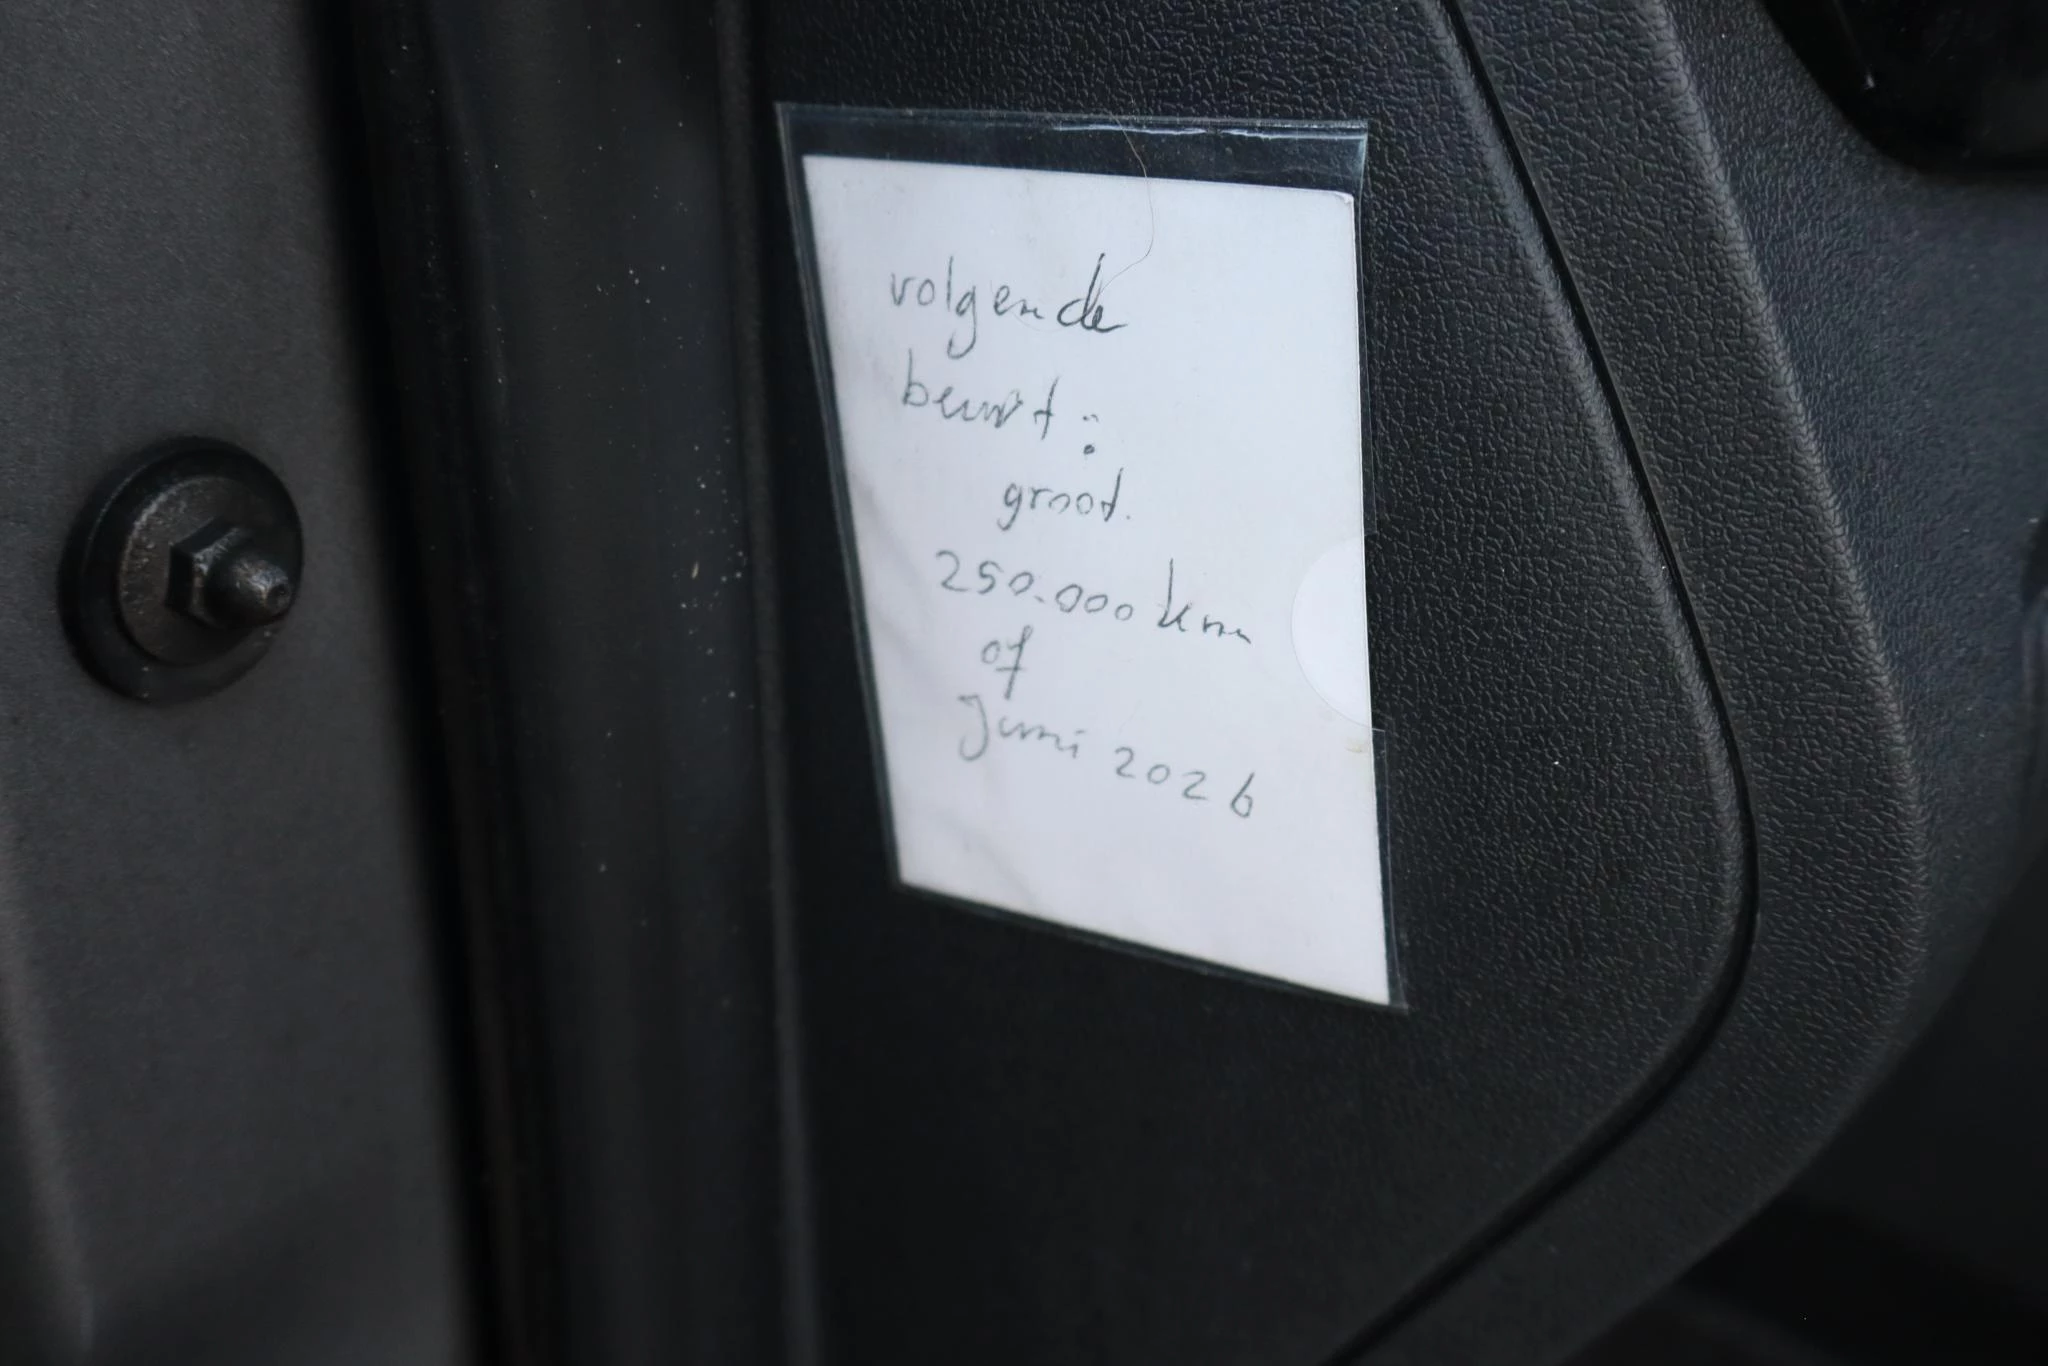 volgende
beurt :
groot.
250.000 km
of
Juni 2026